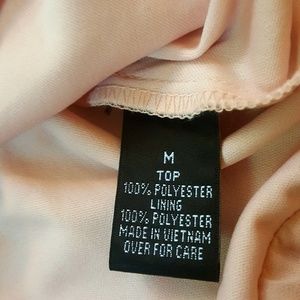 M
TOP
100% POLYESTER
LINING
100% POLYESTER
MADE IN VIETNAM
OVER FOR CARE